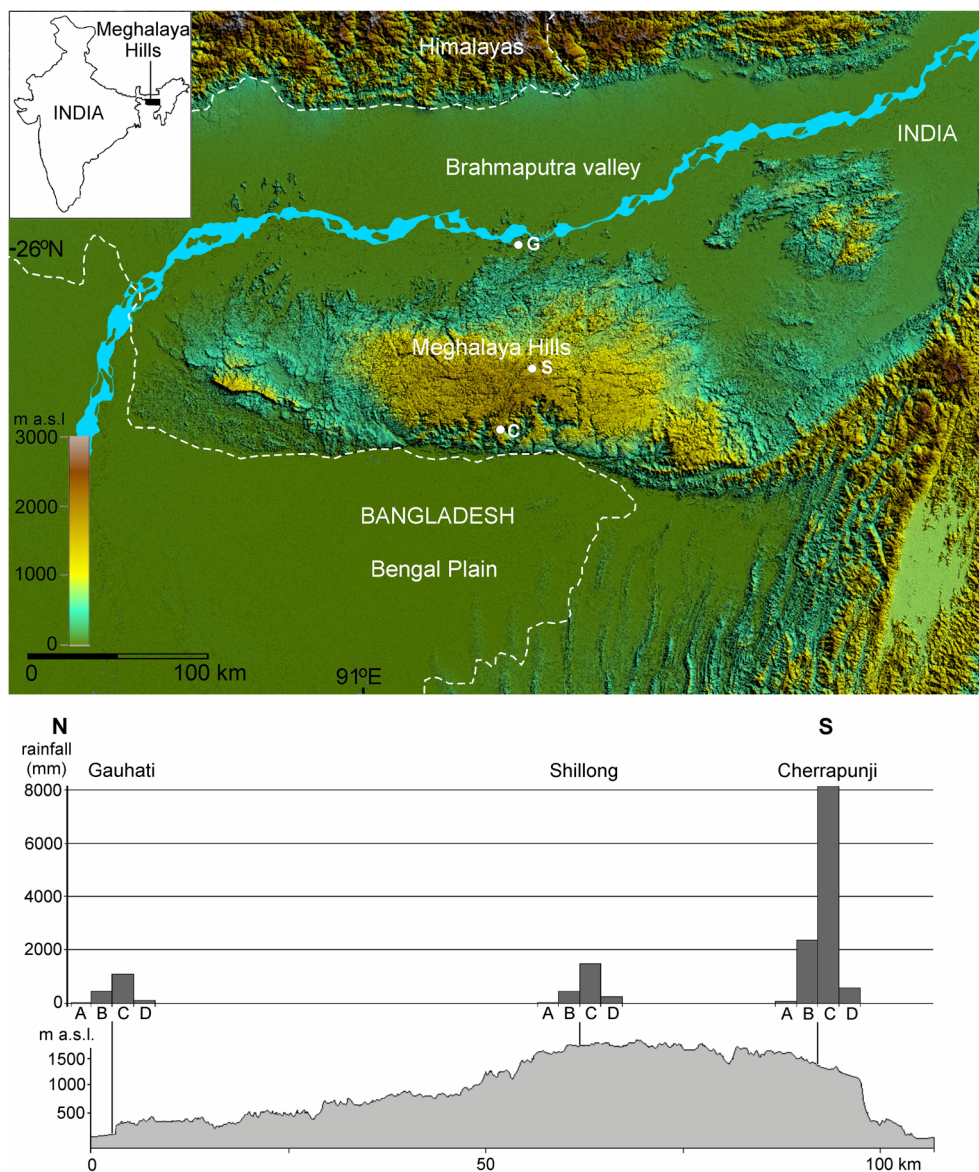 Meghalaya
Hills
INDIA
Himalayas
INDIA
Brahmaputra valley
26ºN
G
Meghalaya Hills
S
C
m a.s.l
3000
2000
1000
0
BANGLADESH
Bengal Plain
0 100 km
91ºE
N S
rainfall
(mm)
Gauhati Shillong Cherrapunji
8000
6000
4000
2000
0
A B C D A B C D A B C D
m a.s.l.
1500
1000
500
0 50 100 km